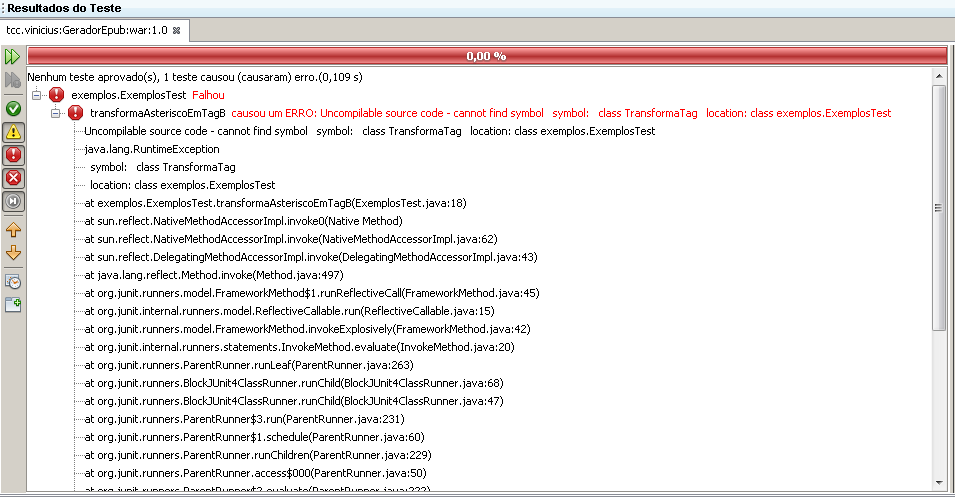 Resultados do Teste
tcc.vinicius:GeradorEpub:war:1.0
0,00 %
Nenhum teste aprovado(s), 1 teste causou (causaram) erro.(0,109 s)
exemplos.ExemplosTest Falhou
transformaAsteriscoEmTagB causou um ERRO: Uncompilable source code - cannot find symbol symbol: class TransformaTag location: class exemplos.ExemplosTest
Uncompilable source code - cannot find symbol symbol: class TransformaTag location: class exemplos.ExemplosTest
java.lang.RuntimeException
symbol: class TransformaTag
location: class exemplos.ExemplosTest
at exemplos.ExemplosTest.transformaAsteriscoEmTagB(ExemplosTest.java:18)
at sun.reflect.NativeMethodAccessorImpl.invoke0(Native Method)
at sun.reflect.NativeMethodAccessorImpl.invoke(NativeMethodAccessorImpl.java:62)
at sun.reflect.DelegatingMethodAccessorImpl.invoke(DelegatingMethodAccessorImpl.java:43)
at java.lang.reflect.Method.invoke(Method.java:497)
at org.junit.runners.model.FrameworkMethod$1.runReflectiveCall(FrameworkMethod.java:45)
at org.junit.internal.runners.model.ReflectiveCallable.run(ReflectiveCallable.java:15)
at org.junit.runners.model.FrameworkMethod.invokeExplosively(FrameworkMethod.java:42)
at org.junit.internal.runners.statements.InvokeMethod.evaluate(InvokeMethod.java:20)
at org.junit.runners.ParentRunner.runLeaf(ParentRunner.java:263)
at org.junit.runners.BlockJUnit4ClassRunner.runChild(BlockJUnit4ClassRunner.java:68)
at org.junit.runners.BlockJUnit4ClassRunner.runChild(BlockJUnit4ClassRunner.java:47)
at org.junit.runners.ParentRunner$3.run(ParentRunner.java:231)
at org.junit.runners.ParentRunner$1.schedule(ParentRunner.java:60)
at org.junit.runners.ParentRunner.runChildren(ParentRunner.java:229)
at org.junit.runners.ParentRunner.access$000(ParentRunner.java:50)
at org.junit.runners.ParentRunner$2.evaluate(ParentRunner.java:222)